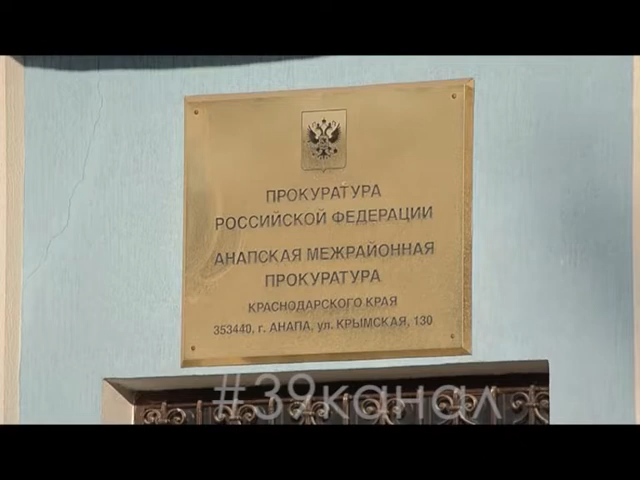 ПРОКУРАТУРА
РОССИЙСКОЙ ФЕДЕРАЦИИ
АНАПСКАЯ МЕЖРАЙОННАЯ
ПРОКУРАТУРА
КРАСНОДАРСКОГО КРАЯ
353440, г. АНАПА, ул. КРЫМСКАЯ, 130
#39канал